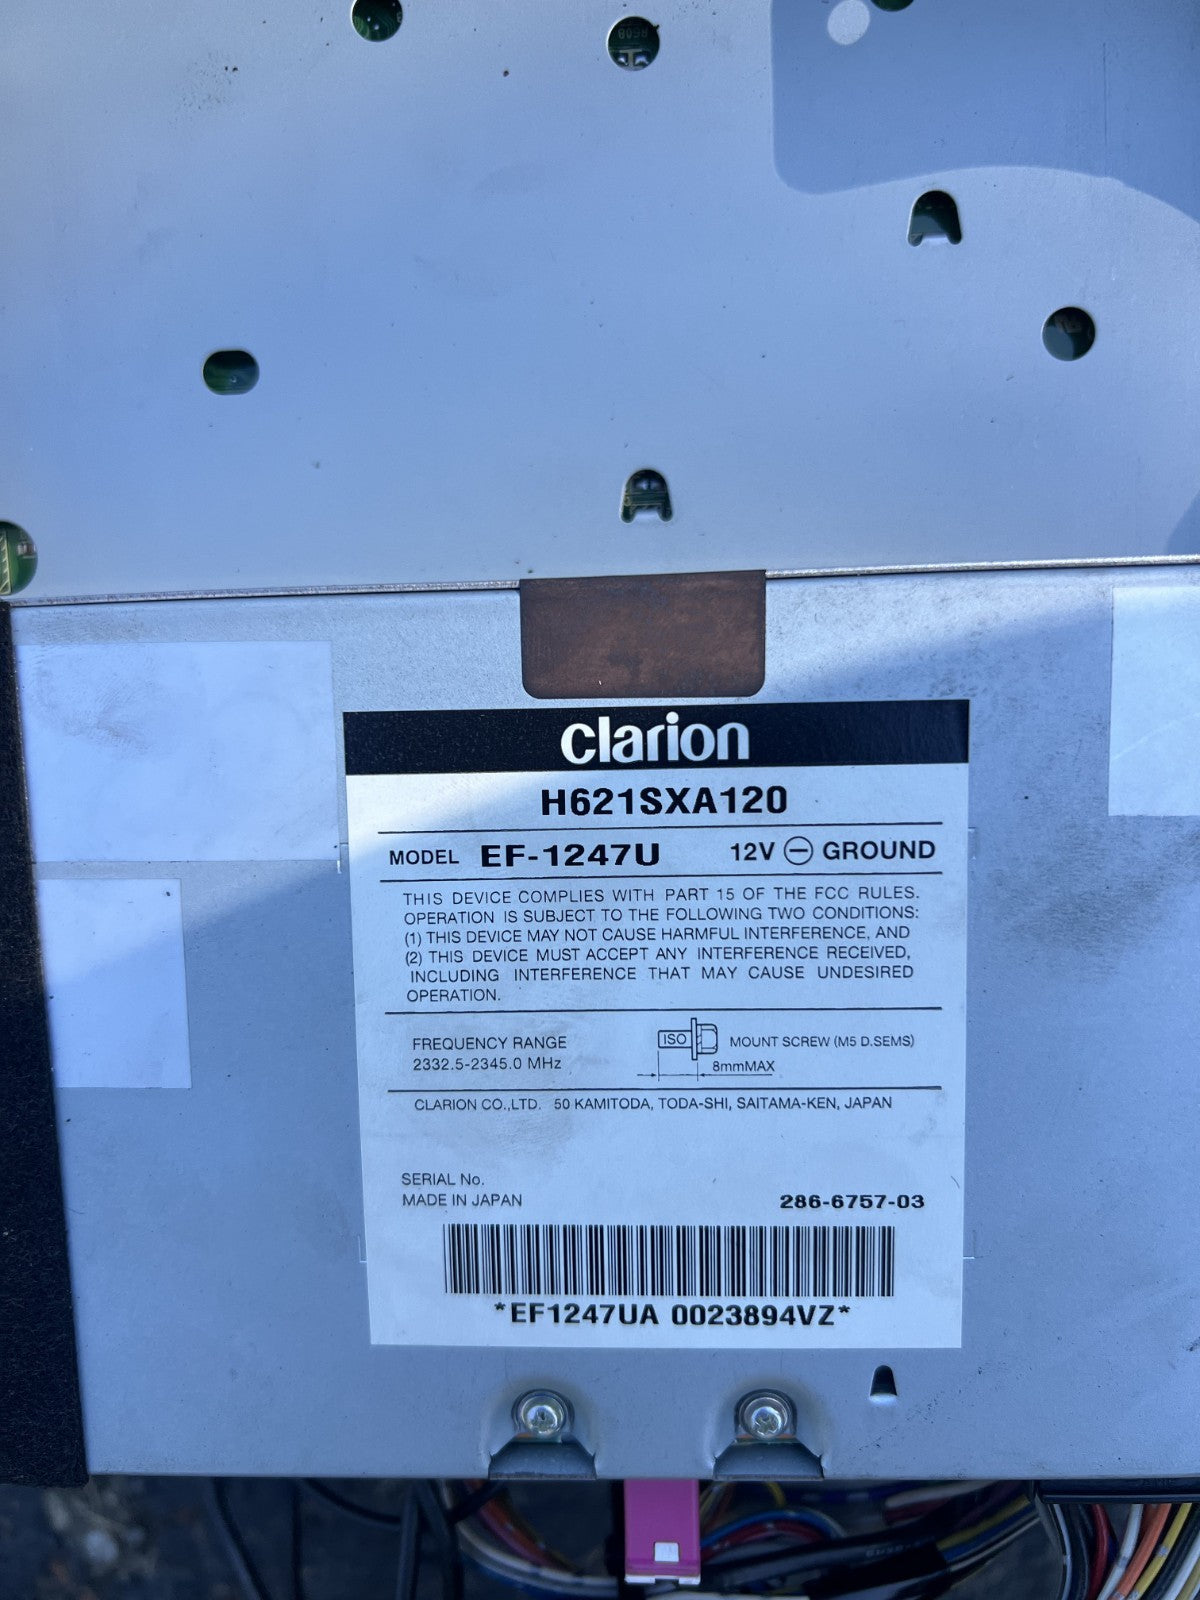 clarion
H621SXA120
MODEL EF-1247U 12V ⊖ GROUND
THIS DEVICE COMPLIES WITH PART 15 OF THE FCC RULES.
OPERATION IS SUBJECT TO THE FOLLOWING TWO CONDITIONS:
(1) THIS DEVICE MAY NOT CAUSE HARMFUL INTERFERENCE, AND
(2) THIS DEVICE MUST ACCEPT ANY INTERFERENCE RECEIVED,
INCLUDING INTERFERENCE THAT MAY CAUSE UNDESIRED
OPERATION.
FREQUENCY RANGE
2332.5-2345.0 MHz
ISO MOUNT SCREW (M5 D.SEMS)
8mmMAX
CLARION CO.,LTD. 50 KAMITODA, TODA-SHI, SAITAMA-KEN, JAPAN
SERIAL No.
MADE IN JAPAN 286-6757-03
*EF1247UA 0023894VZ*